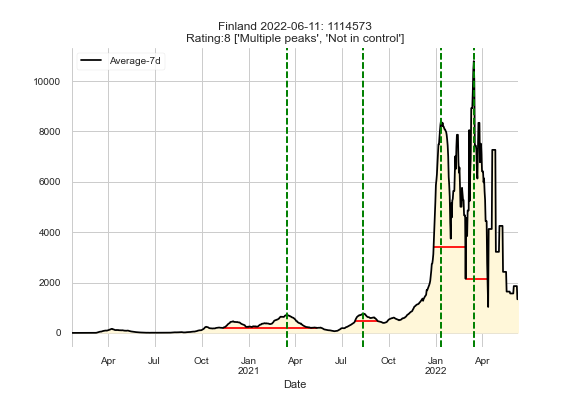 Finland 2022-06-11: 1114573
Rating:8 ['Multiple peaks', 'Not in control']
Average-7d
10000
8000
6000
4000
2000
0
Apr Jul Oct Jan Apr Jul Oct Jan Apr
2021 2022
Date